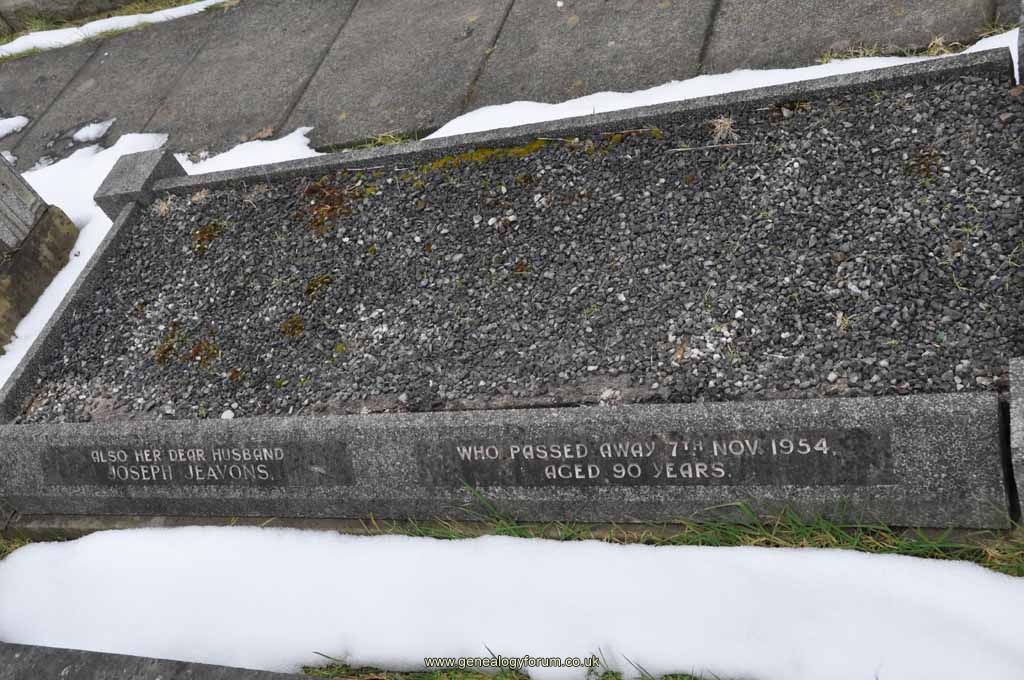 ALSO HER DEAR HUSBAND
JOSEPH JEAVONS.
WHO PASSED AWAY 7TH NOV. 1954.
AGED 90 YEARS.
www.genealogyforum.co.uk